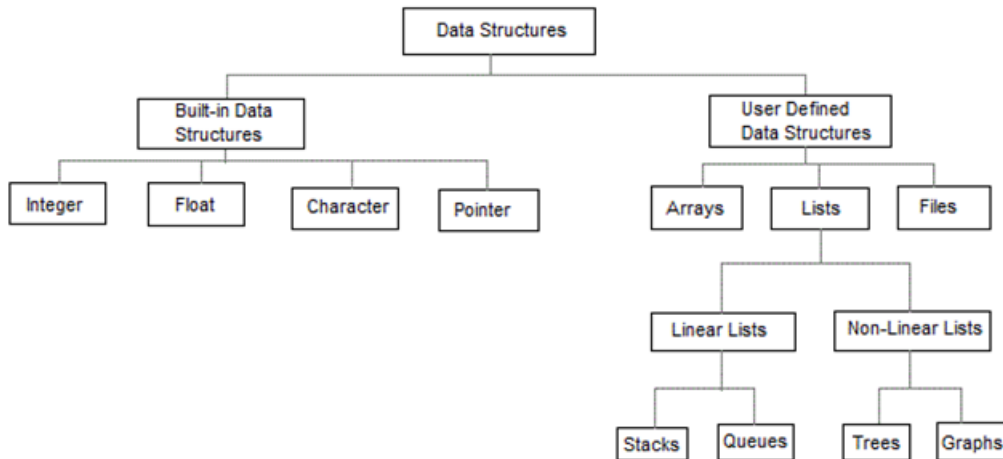 Data Structures
Built-in Data
Structures
User Defined
Data Structures
Integer
Float
Character
Pointer
Arrays
Lists
Files
Linear Lists
Non-Linear Lists
Stacks
Queues
Trees
Graphs